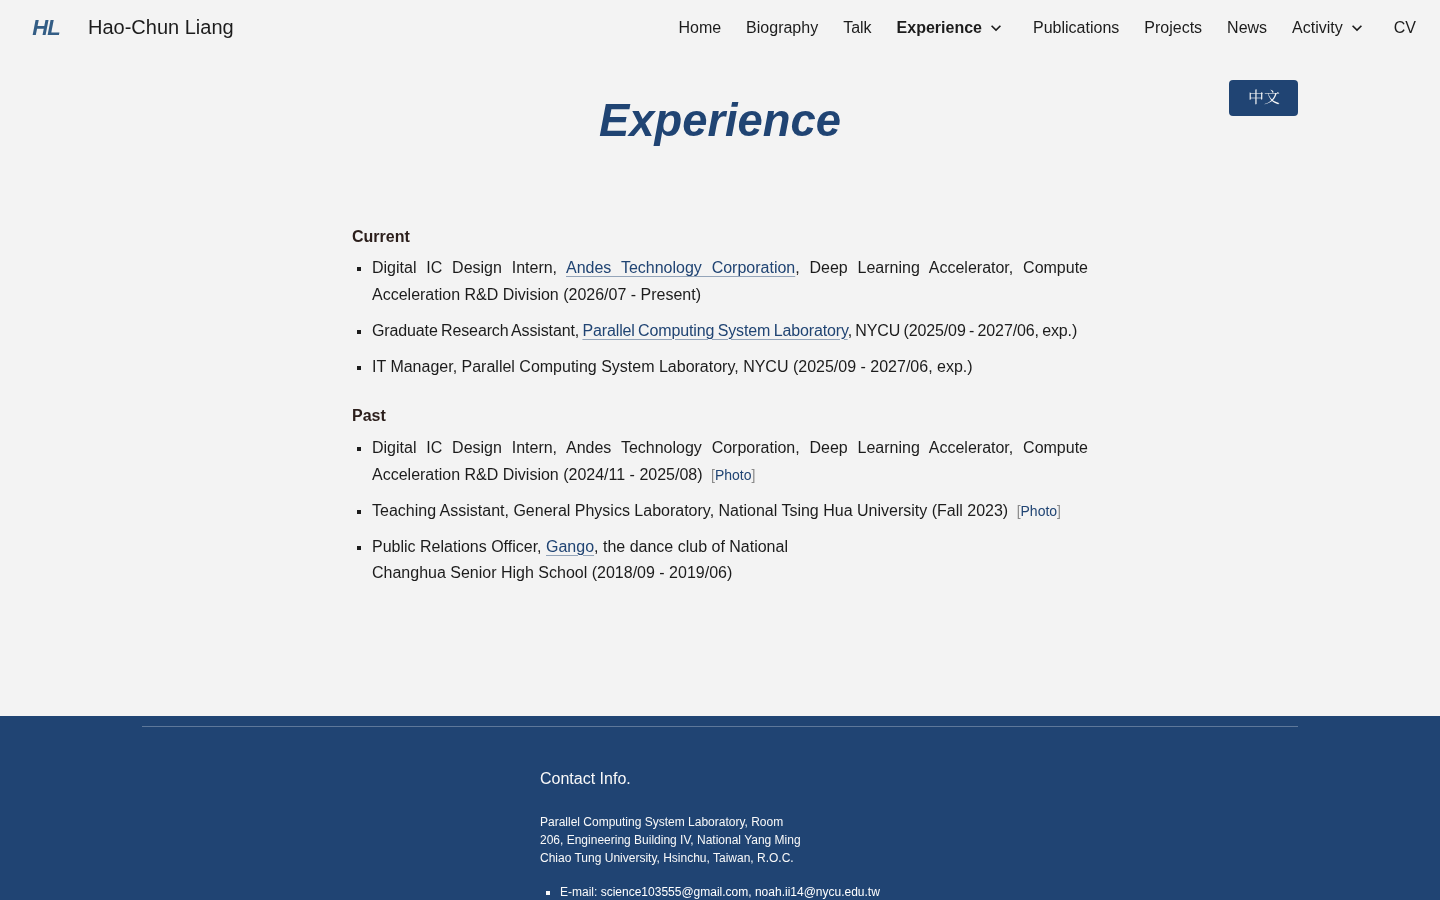 HL Hao-Chun Liang Home Biography Talk Experience Publications Projects News Activity CV
中文
Experience
Current
Digital IC Design Intern, Andes Technology Corporation, Deep Learning Accelerator, Compute
Acceleration R&D Division (2026/07 - Present)
Graduate Research Assistant, Parallel Computing System Laboratory, NYCU (2025/09 - 2027/06, exp.)
IT Manager, Parallel Computing System Laboratory, NYCU (2025/09 - 2027/06, exp.)
Past
Digital IC Design Intern, Andes Technology Corporation, Deep Learning Accelerator, Compute
Acceleration R&D Division (2024/11 - 2025/08) [Photo]
Teaching Assistant, General Physics Laboratory, National Tsing Hua University (Fall 2023) [Photo]
Public Relations Officer, Gango, the dance club of National
Changhua Senior High School (2018/09 - 2019/06)
Contact Info.
Parallel Computing System Laboratory, Room
206, Engineering Building IV, National Yang Ming
Chiao Tung University, Hsinchu, Taiwan, R.O.C.
E-mail: science103555@gmail.com, noah.ii14@nycu.edu.tw